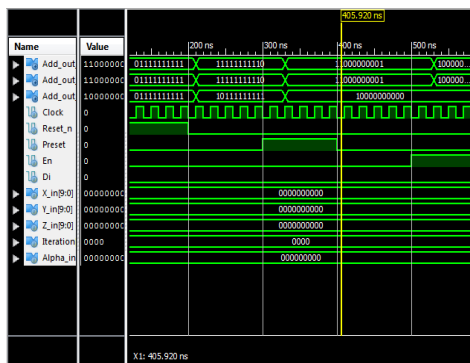 405.920 ns
Name Value 200 ns 300 ns 400 ns 500 ns
Add_out 11000000 01111111111 11111111110 11000000001 100000...
Add_out 11000000 01111111111 11111111110 11000000001 100000...
Add_out 10000000 01111111111 10111111111 10000000000
Clock 0
Reset_n 0
Preset 0
En 0
Di 0
X_in[9:0] 00000000 0000000000
Y_in[9:0] 00000000 0000000000
Z_in[9:0] 00000000 0000000000
Iteration 0000 0000
Alpha_in 00000000 000000000
X1: 405.920 ns